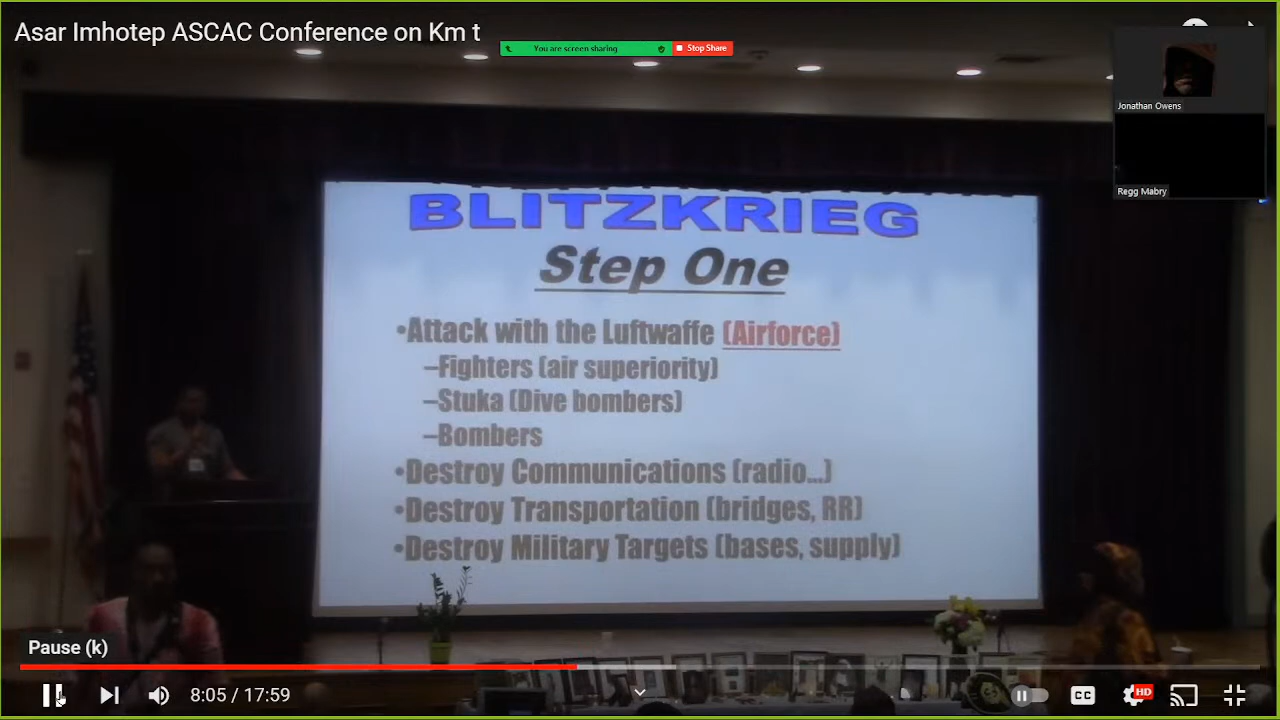 Asar Imhotep ASCAC Conference on Km t
You are screen sharing
Stop Share
Jonathan Owens
Regg Mabry
BLITZKRIEG
Step One
•Attack with the Luftwaffe (Airforce)
–Fighters (air superiority)
–Stuka (Dive bombers)
–Bombers
•Destroy Communications (radio...)
•Destroy Transportation (bridges, RR)
•Destroy Military Targets (bases, supply)
Pause (k)
8:05 / 17:59
CC
HD